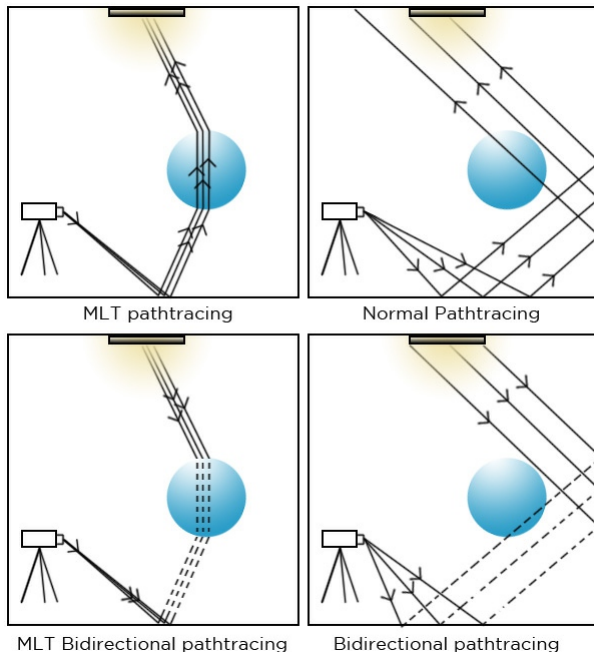 MLT pathtracing
Normal Pathtracing
MLT Bidirectional pathtracing
Bidirectional pathtracing